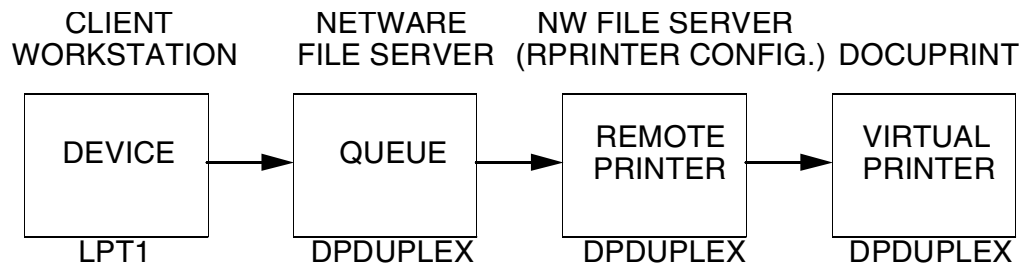 CLIENT WORKSTATION
NETWARE FILE SERVER
NW FILE SERVER (RPRINTER CONFIG.)
DOCUPRINT
DEVICE
QUEUE
REMOTE PRINTER
VIRTUAL PRINTER
LPT1
DPDUPLEX
DPDUPLEX
DPDUPLEX